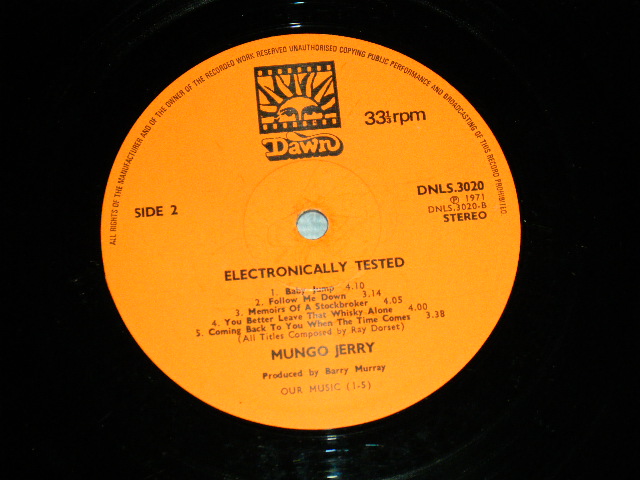 ALL RIGHTS OF THE MANUFACTURER AND OF THE OWNER OF THE RECORDED WORK RESERVED UNAUTHORISED COPYING PUBLIC PERFORMANCE AND BROADCASTING OF THIS RECORD PROHIBITED
Dawn
33⅓rpm
SIDE 2
DNLS.3020
Ⓟ 1971
DNLS.3020-B
STEREO
ELECTRONICALLY TESTED
1. Baby Jump 4.10
2. Follow Me Down 3.14
3. Memoirs Of A Stockbroker 4.05
4. You Better Leave That Whisky Alone 4.00
5. Coming Back To You When The Time Comes 3.38
(All Titles Composed by Ray Dorset)
MUNGO JERRY
Produced by Barry Murray
OUR MUSIC (1-5)